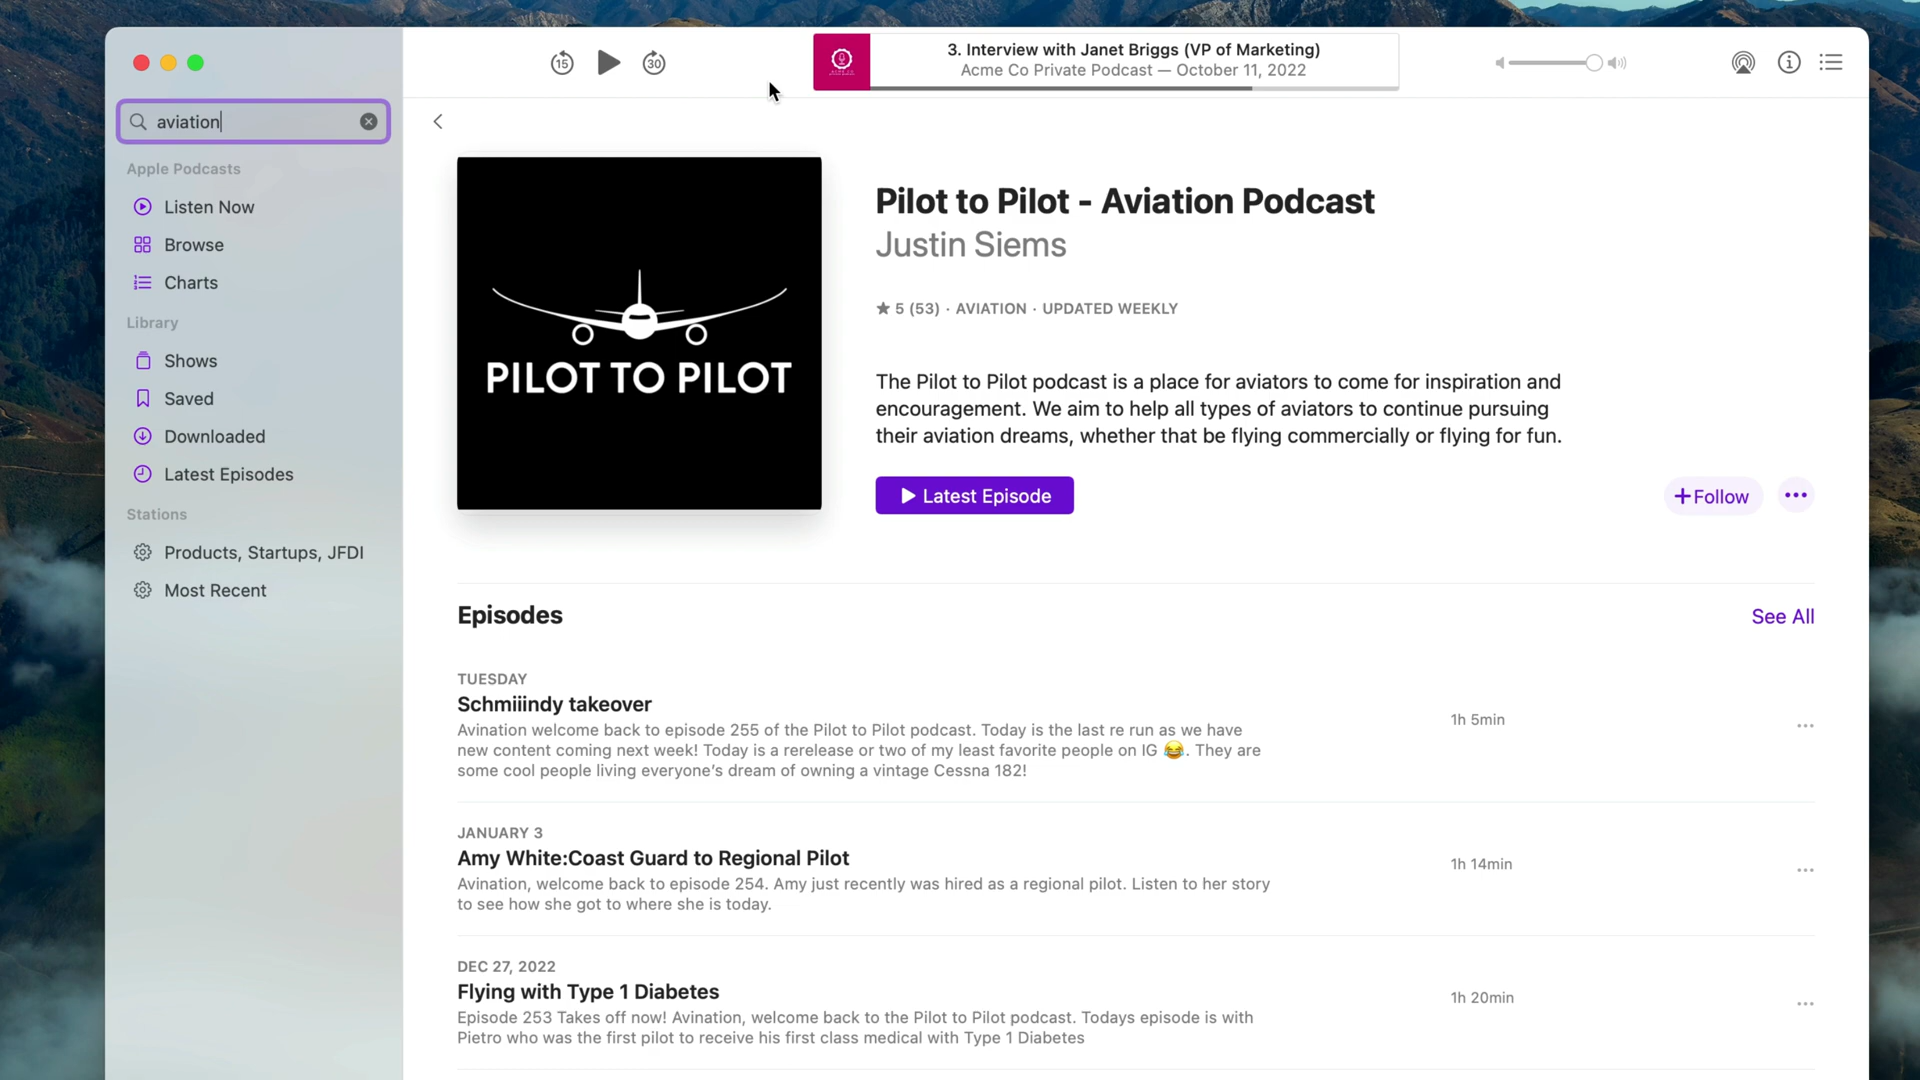 15
30
3. Interview with Janet Briggs (VP of Marketing)
Acme Co Private Podcast — October 11, 2022
aviation
Apple Podcasts
Listen Now
Browse
Charts
Library
Shows
Saved
Downloaded
Latest Episodes
Stations
Products, Startups, JFDI
Most Recent
PILOT TO PILOT
Pilot to Pilot - Aviation Podcast
Justin Siems
★ 5 (53) · AVIATION · UPDATED WEEKLY
The Pilot to Pilot podcast is a place for aviators to come for inspiration and
encouragement. We aim to help all types of aviators to continue pursuing
their aviation dreams, whether that be flying commercially or flying for fun.
Latest Episode
+Follow
Episodes
See All
TUESDAY
Schmiiindy takeover
Avination welcome back to episode 255 of the Pilot to Pilot podcast. Today is the last re run as we have
new content coming next week! Today is a rerelease or two of my least favorite people on IG 😂. They are
some cool people living everyone's dream of owning a vintage Cessna 182!
1h 5min
JANUARY 3
Amy White:Coast Guard to Regional Pilot
Avination, welcome back to episode 254. Amy just recently was hired as a regional pilot. Listen to her story
to see how she got to where she is today.
1h 14min
DEC 27, 2022
Flying with Type 1 Diabetes
Episode 253 Takes off now! Avination, welcome back to the Pilot to Pilot podcast. Todays episode is with
Pietro who was the first pilot to receive his first class medical with Type 1 Diabetes
1h 20min